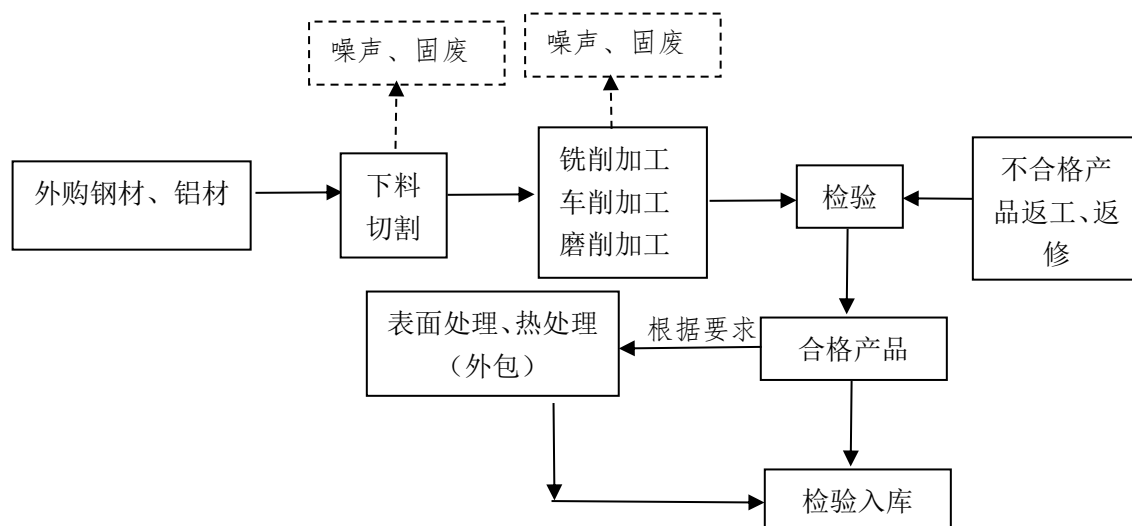 噪声、固废
噪声、固废
外购钢材、铝材
下料
切割
铣削加工
车削加工
磨削加工
检验
不合格产
品返工、返
修
表面处理、热处理
（外包）
根据要求
合格产品
检验入库